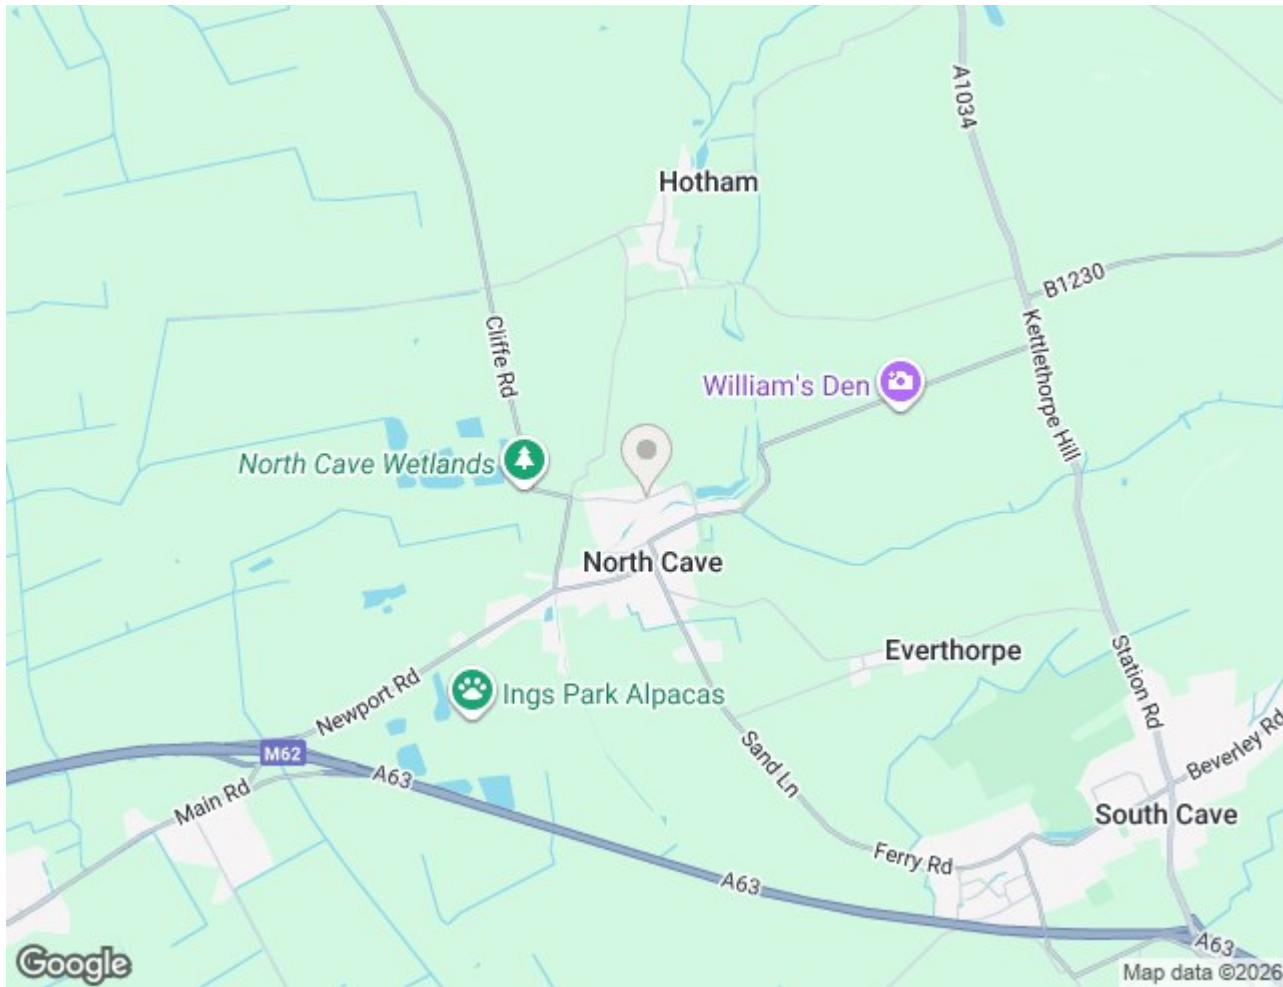 A1034
Hotham
B1230
Cliffe Rd
Kettlethorpe Hill
William's Den
North Cave Wetlands
North Cave
Everthorpe
Station Rd
Newport Rd
Ings Park Alpacas
Beverley Rd
Sand Ln
M62
A63
Main Rd
South Cave
Ferry Rd
A63
A63
Google
Map data ©2026